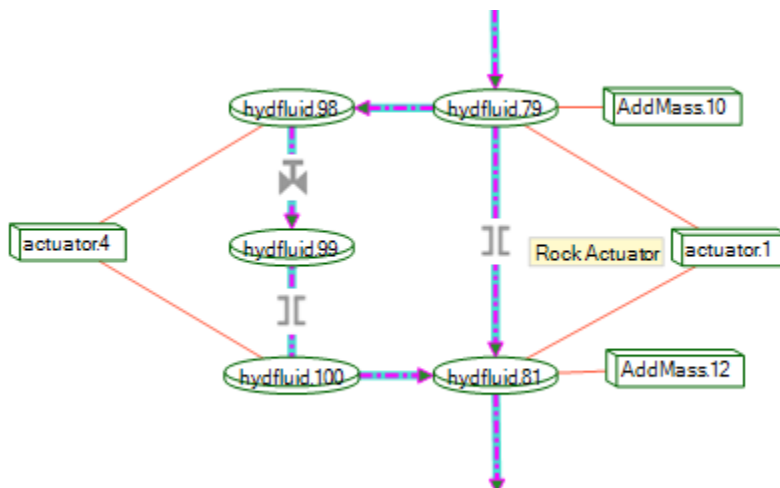 hydfluid.98
hydfluid.79
AddMass.10
actuator.4
hydfluid.99
Rock Actuator
actuator.1
hydfluid.100
hydfluid.81
AddMass.12